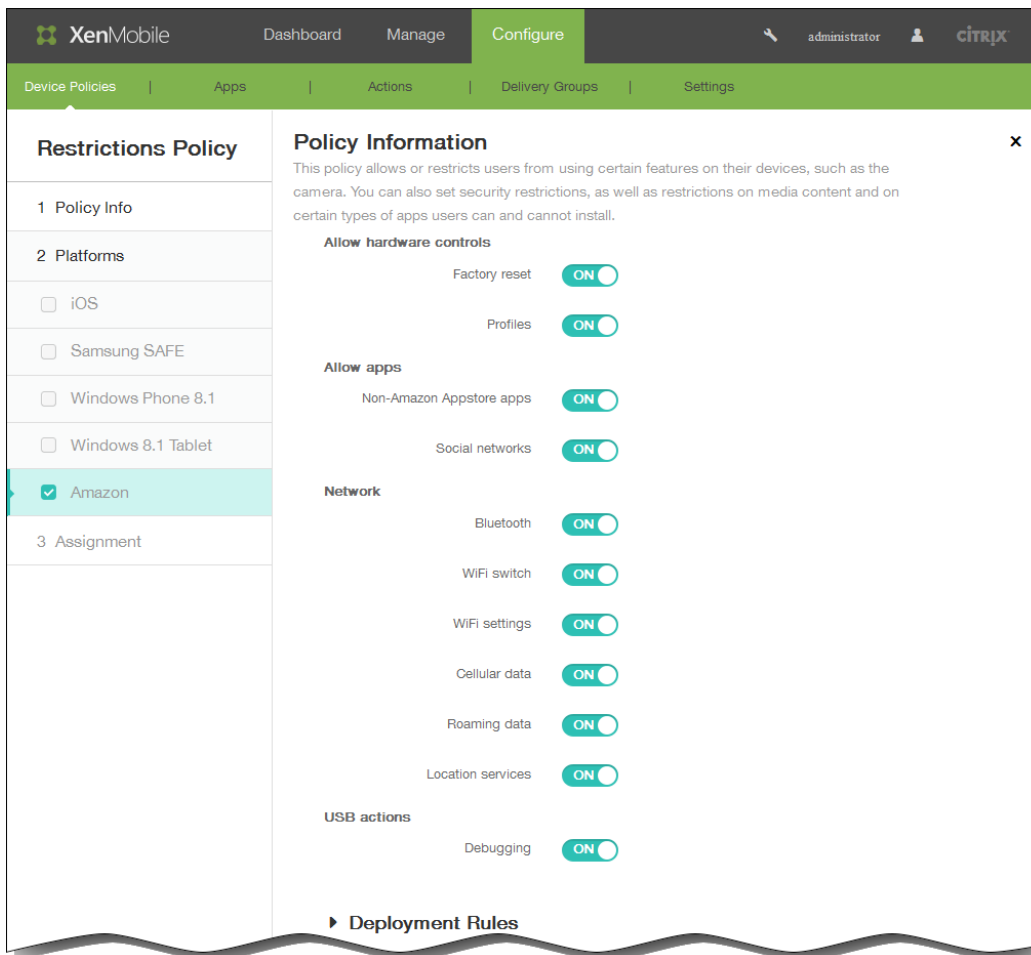 XenMobile Dashboard Manage Configure administrator CİTRIX
Device Policies | Apps | Actions | Delivery Groups | Settings
Restrictions Policy
1 Policy Info
2 Platforms
iOS
Samsung SAFE
Windows Phone 8.1
Windows 8.1 Tablet
Amazon
3 Assignment
Policy Information
This policy allows or restricts users from using certain features on their devices, such as the
camera. You can also set security restrictions, as well as restrictions on media content and on
certain types of apps users can and cannot install.
Allow hardware controls
Factory reset ON
Profiles ON
Allow apps
Non-Amazon Appstore apps ON
Social networks ON
Network
Bluetooth ON
WiFi switch ON
WiFi settings ON
Cellular data ON
Roaming data ON
Location services ON
USB actions
Debugging ON
Deployment Rules